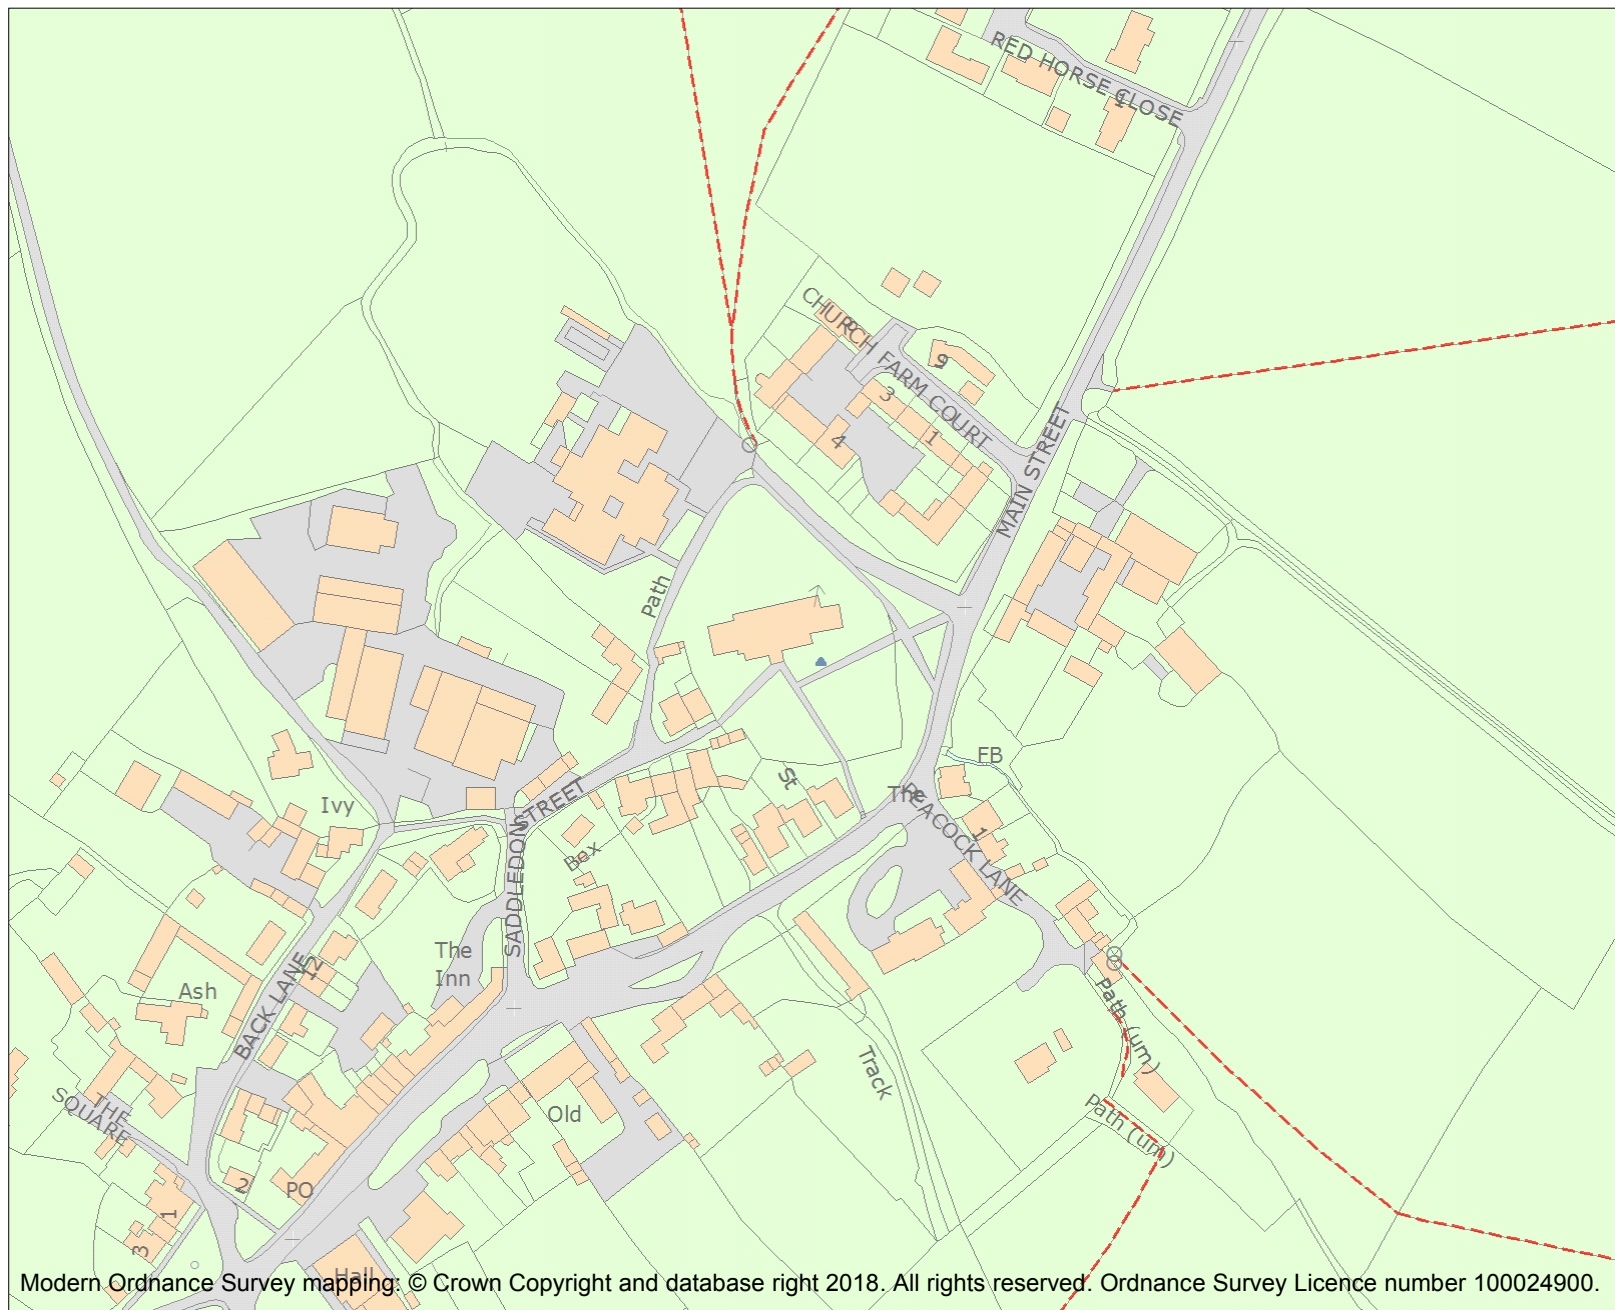 RED HORSE CLOSE
1
CHURCH FARM COURT
8
9
3
1
4
MAIN STREET
Path
FB
St
The
PEACOCK LANE
1
Ivy
SADDLEDON
STREET
Box
The
Inn
12
Ash
BACK LANE
Path (um)
Track
Path (um)
THE
SQUARE
Old
2
PO
1
3
Hall
Modern Ordnance Survey mapping: © Crown Copyright and database right 2018. All rights reserved. Ordnance Survey Licence number 100024900.